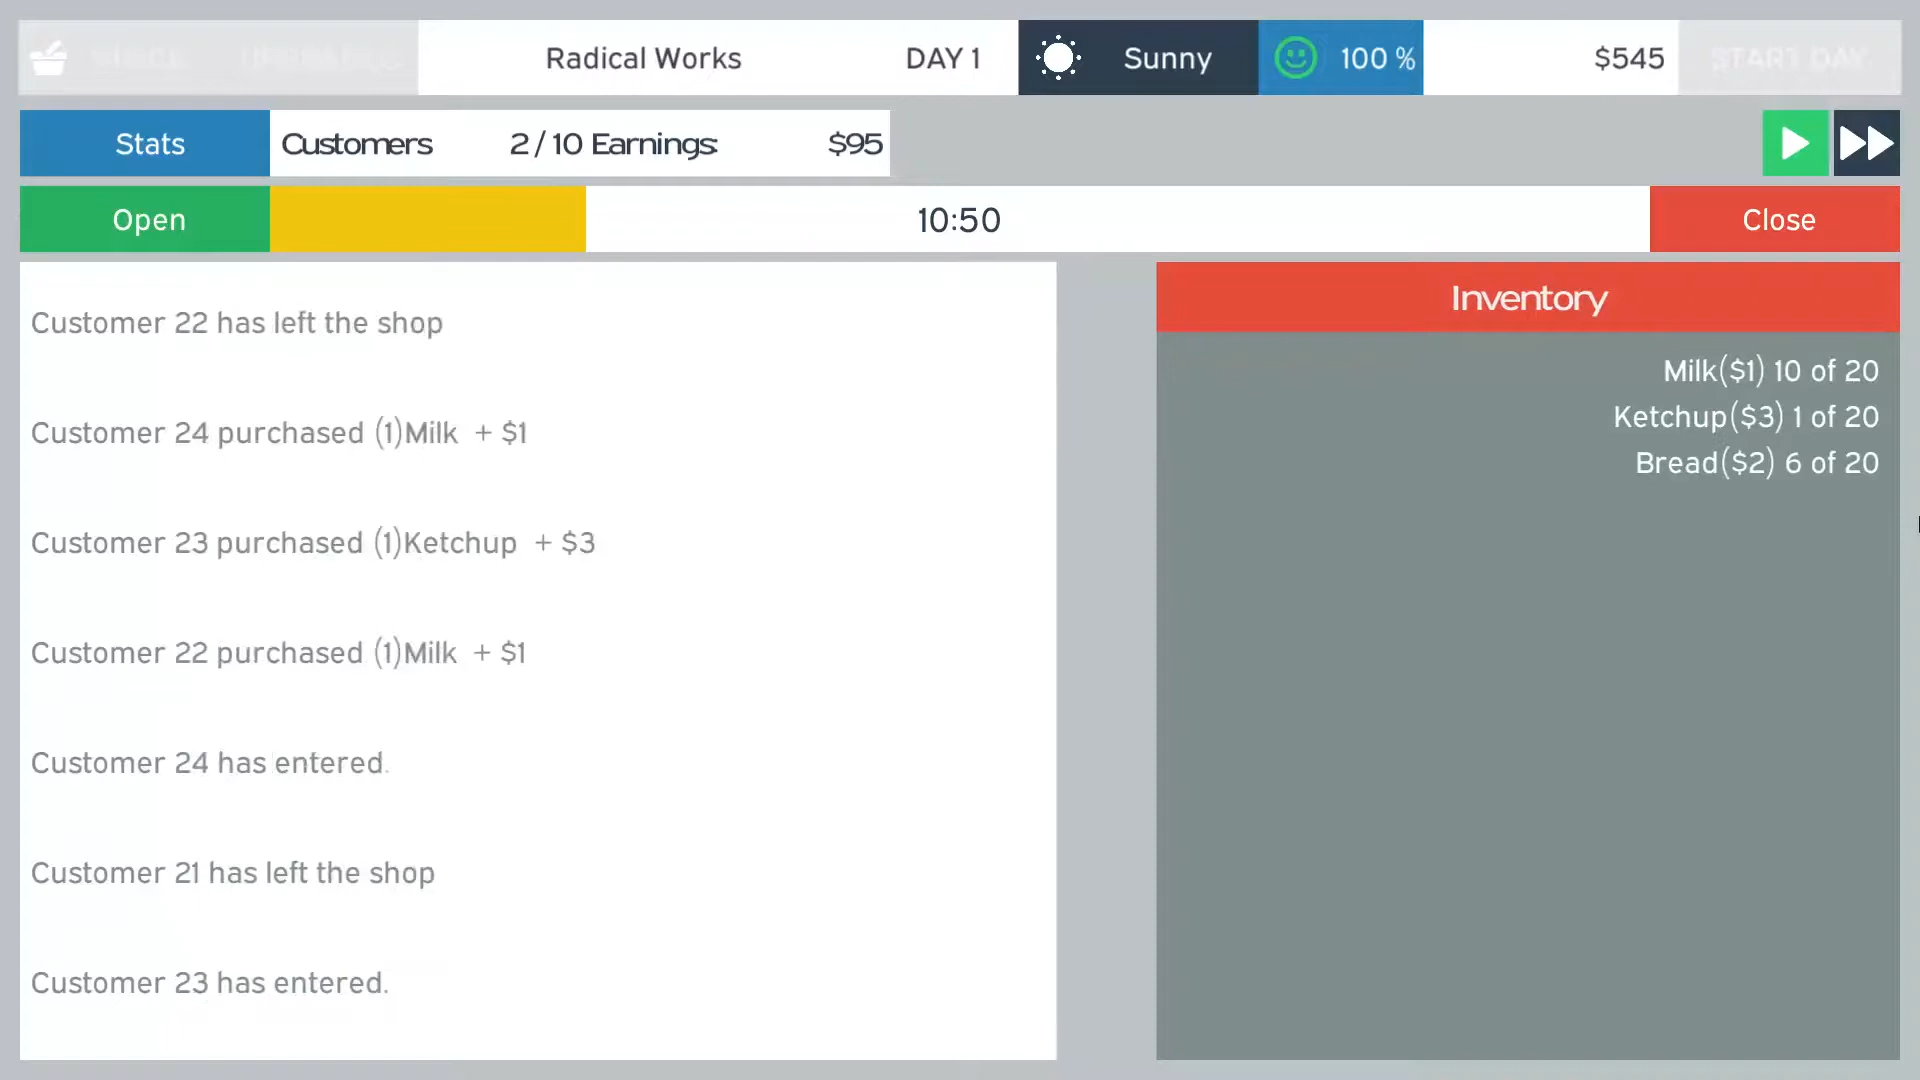 Radical Works DAY 1 Sunny 100 % $545 START DAY
Stats Customers 2 / 10 Earnings: $95
Open 10:50 Close
Customer 22 has left the shop
Customer 24 purchased (1)Milk + $1
Customer 23 purchased (1)Ketchup + $3
Customer 22 purchased (1)Milk + $1
Customer 24 has entered.
Customer 21 has left the shop
Customer 23 has entered.
Inventory
Milk($1) 10 of 20
Ketchup($3) 1 of 20
Bread($2) 6 of 20